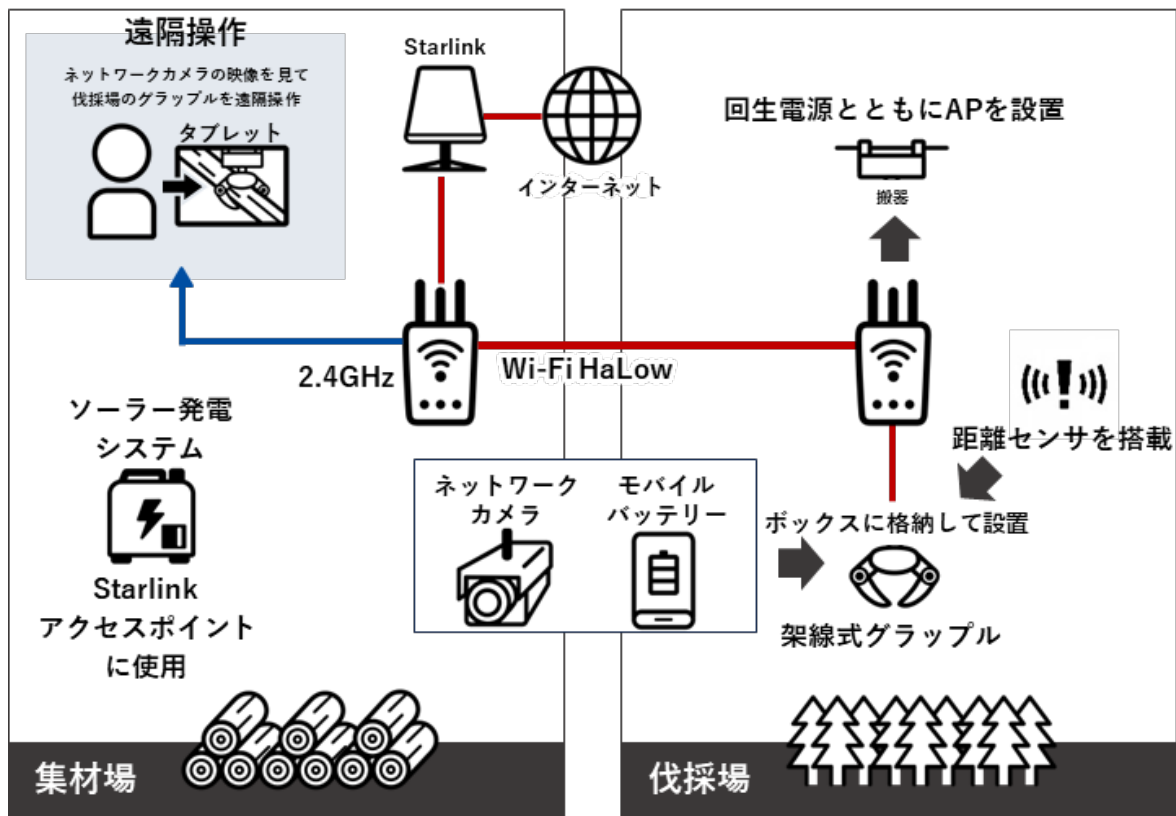 遠隔操作
ネットワークカメラの映像を見て
伐採場のグラップルを遠隔操作
タブレット
Starlink
インターネット
2.4GHz
Wi-Fi HaLow
ソーラー発電
システム
Starlink
アクセスポイント
に使用
ネットワーク
カメラ
モバイル
バッテリー
集材場
回生電源とともにAPを設置
搬器
距離センサを搭載
ボックスに格納して設置
架線式グラップル
伐採場